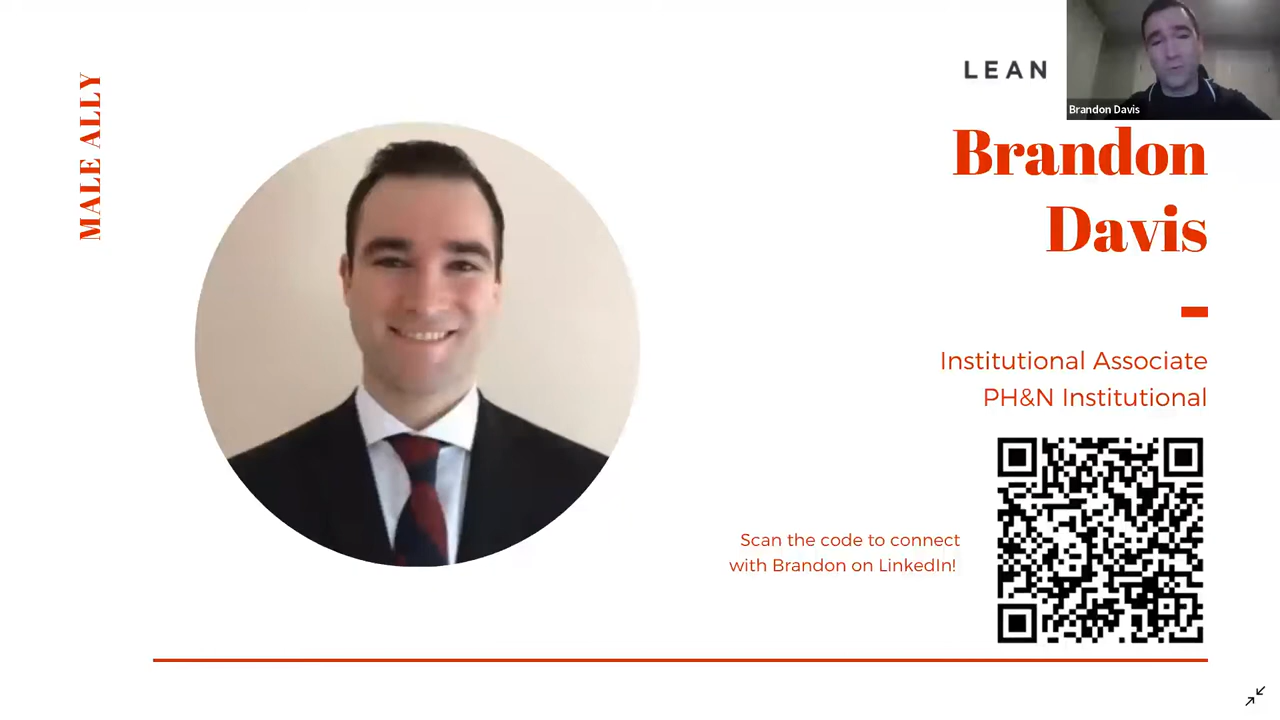 MALE ALLY
LEAN
Brandon Davis
Brandon
Davis
Institutional Associate
PH&N Institutional
Scan the code to connect
with Brandon on LinkedIn!